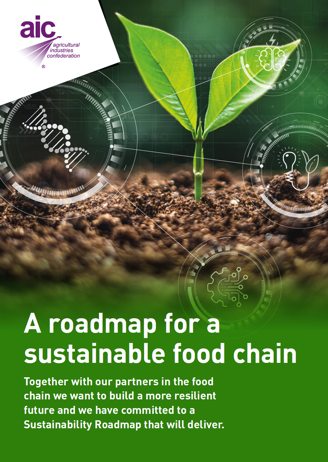 aic
agricultural
industries
confederation
®
A roadmap for a
sustainable food chain
Together with our partners in the food
chain we want to build a more resilient
future and we have committed to a
Sustainability Roadmap that will deliver.